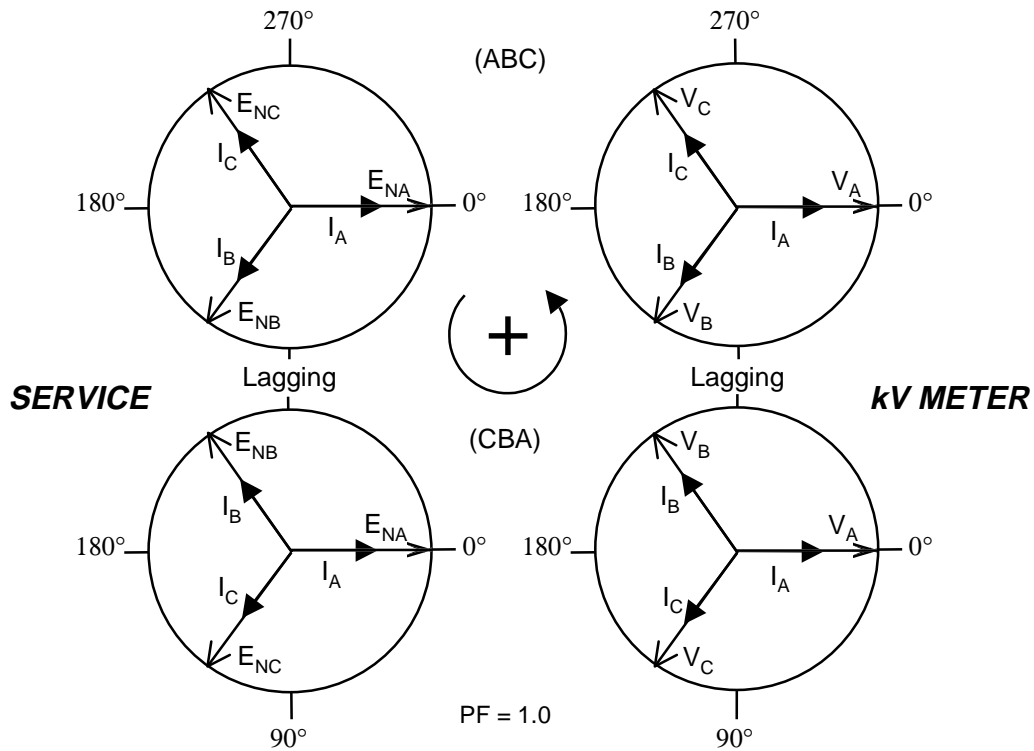 270° 270°
(ABC)
E_NC V_C
I_C I_C
E_NA V_A
180° 0° 180° 0°
I_A I_A
I_B I_B
E_NB V_B
+
Lagging Lagging
SERVICE kV METER
(CBA)
E_NB V_B
I_B I_B
E_NA V_A
180° 0° 180° 0°
I_A I_A
I_C I_C
E_NC V_C
PF = 1.0
90° 90°